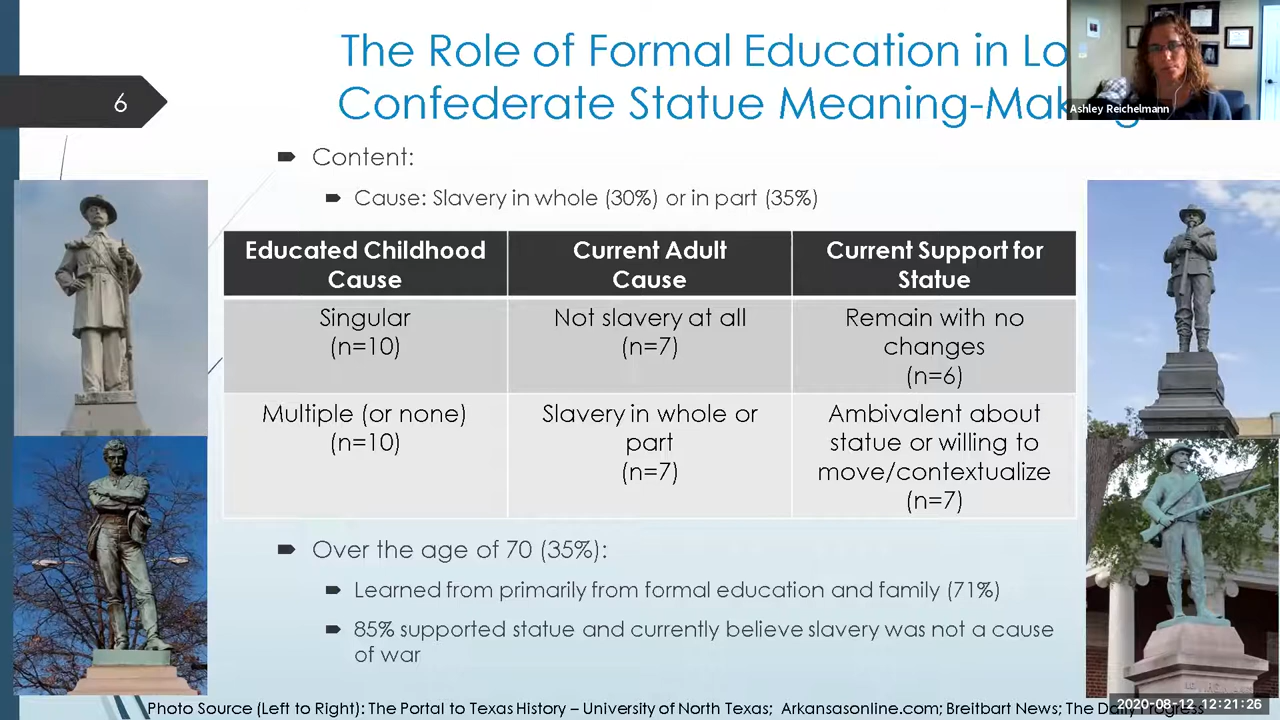 The Role of Formal Education in Lo
Confederate Statue Meaning-Mak g
6
Ashley Reichelmann
Content:
Cause: Slavery in whole (30%) or in part (35%)
Educated Childhood
Cause
Current Adult
Cause
Current Support for
Statue
Singular
(n=10)
Not slavery at all
(n=7)
Remain with no
changes
(n=6)
Multiple (or none)
(n=10)
Slavery in whole or
part
(n=7)
Ambivalent about
statue or willing to
move/contextualize
(n=7)
Over the age of 70 (35%):
Learned from primarily from formal education and family (71%)
85% supported statue and currently believe slavery was not a cause
of war
Photo Source (Left to Right): The Portal to Texas History – University of North Texas; Arkansasonline.com; Breitbart News; The Daily Progress
2020-08-12 12:21:26